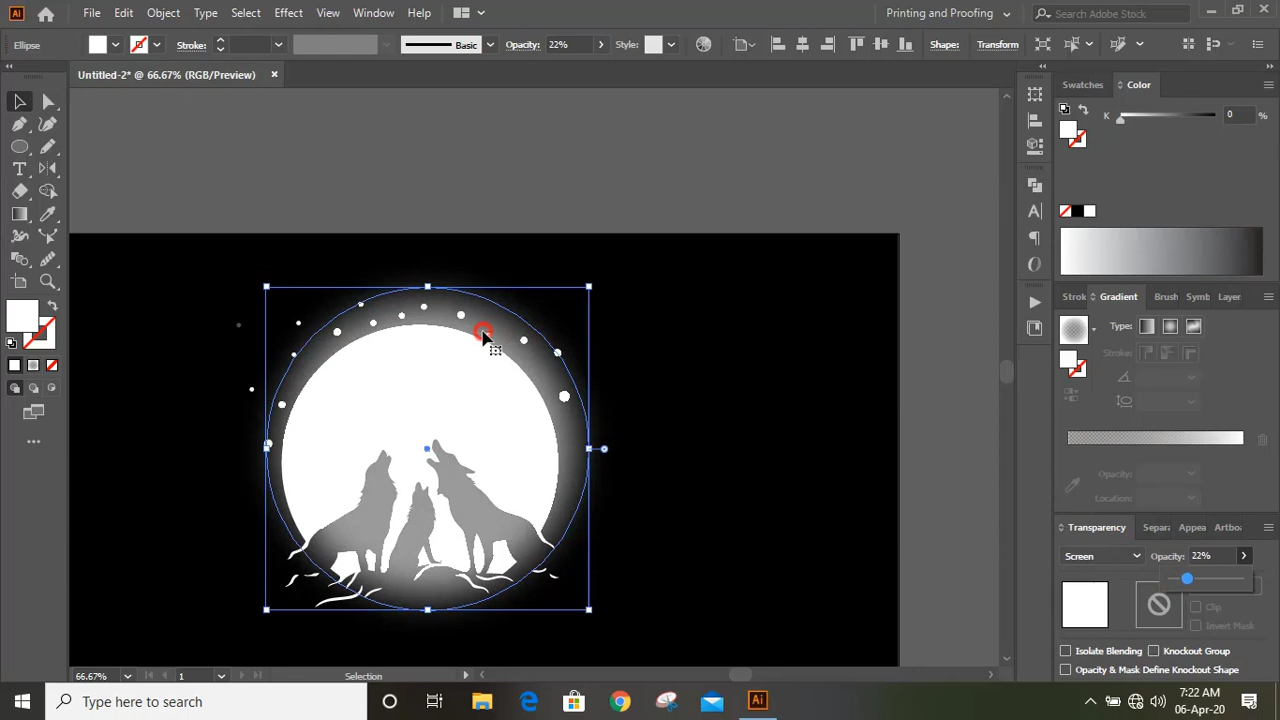 Ai File Edit Object Type Select Effect View Window Help Printing and Proofing Search Adobe Stock
Ellipse Stroke: Basic Opacity: 22% Style: Shape: Transform
Untitled-2* @ 66.67% (RGB/Preview)
Swatches Color
K 0 %
T
A
Strok Gradient Brush Symb Layer
Type:
Stroke:
Opacity:
Location:
Transparency Separ Appea Artbo
Screen Opacity: 22%
Clip
Invert Mask
Isolate Blending Knockout Group
Opacity & Mask Define Knockout Shape
66.67% 1 Selection
Type here to search Ai 7:22 AM
06-Apr-20